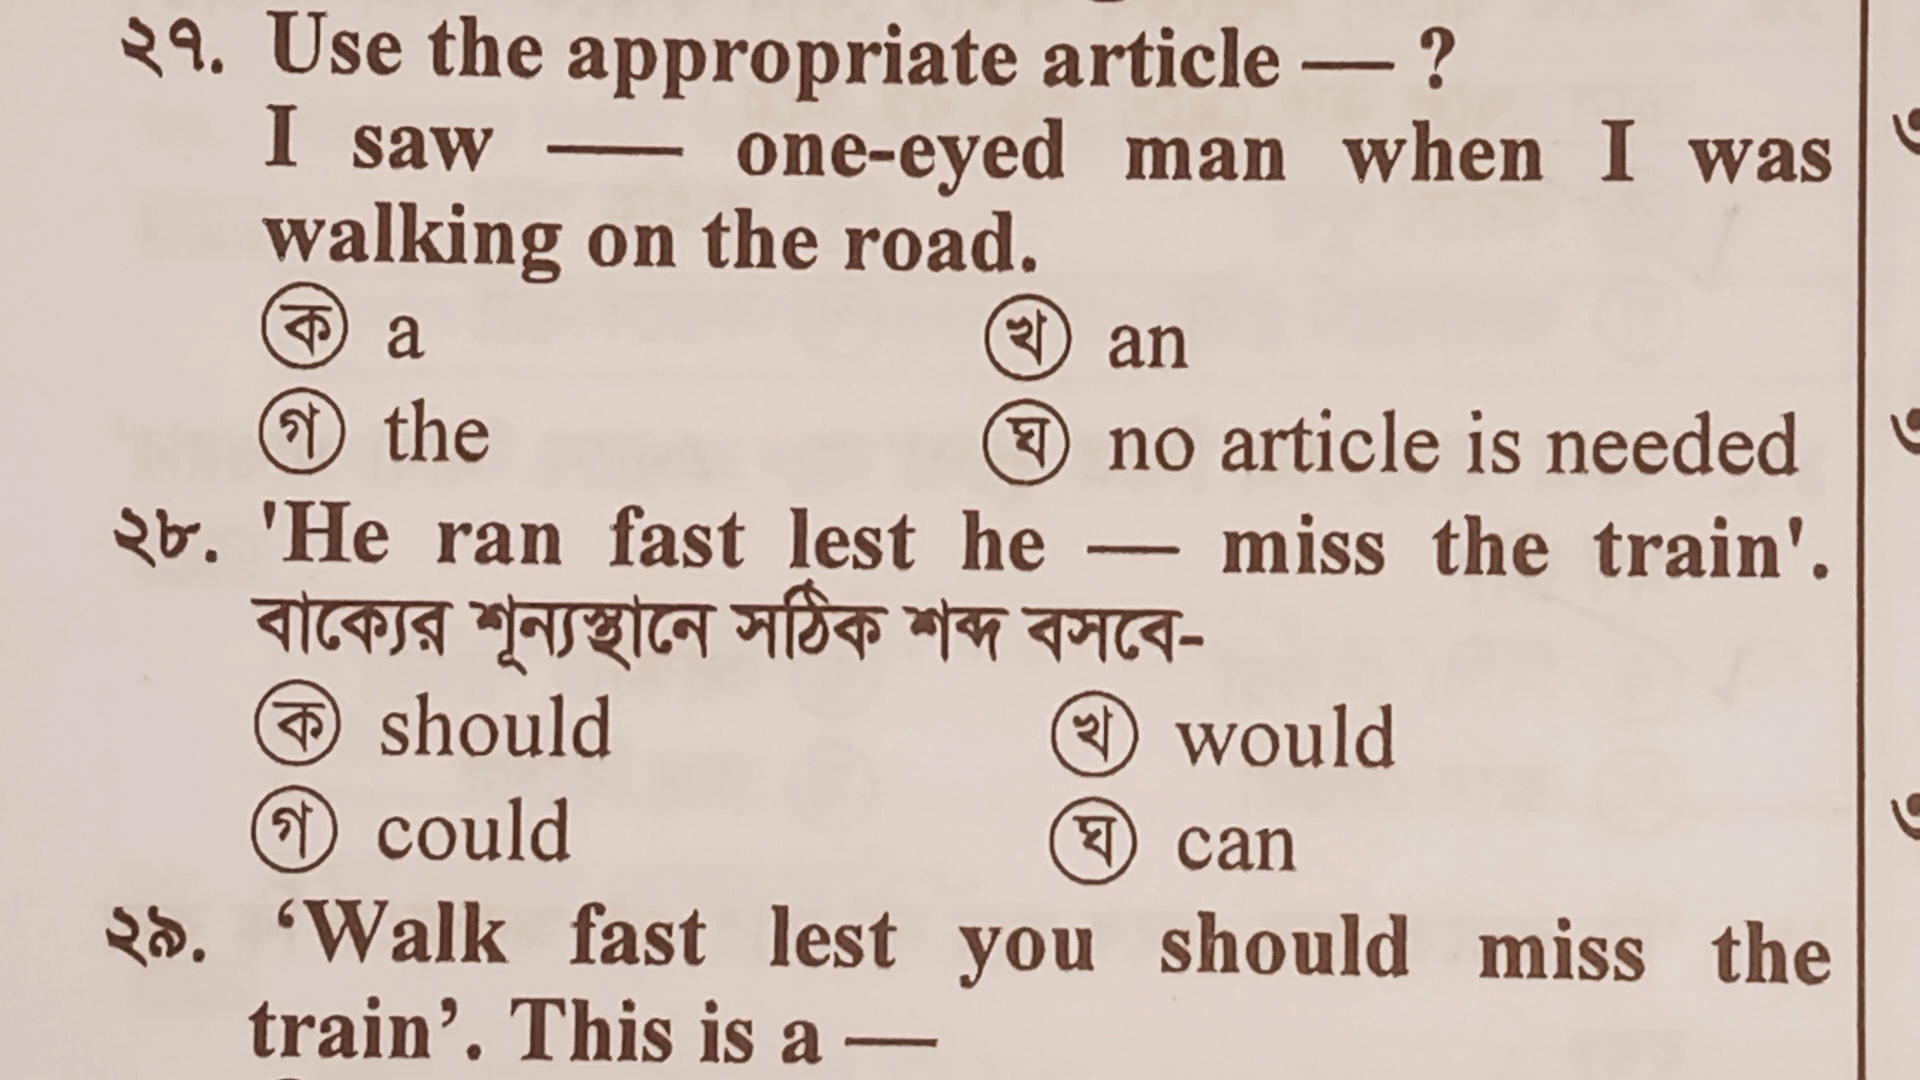 ২৭. Use the appropriate article — ?
I saw —— one-eyed man when I was
walking on the road.
ক a খ an
গ the ঘ no article is needed
২৮. 'He ran fast lest he — miss the train'.
বাক্যের শূন্যস্থানে সঠিক শব্দ বসবে-
ক should খ would
গ could ঘ can
২৯. ‘Walk fast lest you should miss the
train’. This is a —